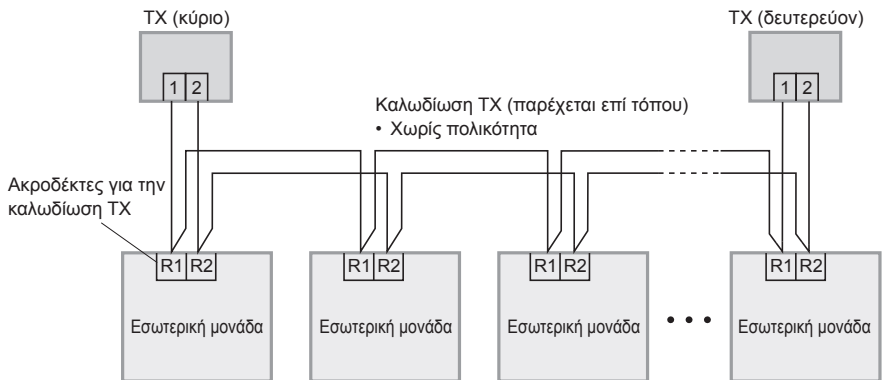 ΤΧ (κύριο)
ΤΧ (δευτερεύον)
1 2
1 2
Καλωδίωση ΤΧ (παρέχεται επί τόπου)
• Χωρίς πολικότητα
Ακροδέκτες για την
καλωδίωση ΤΧ
R1 R2
R1 R2
R1 R2
R1 R2
Εσωτερική μονάδα
Εσωτερική μονάδα
Εσωτερική μονάδα
Εσωτερική μονάδα